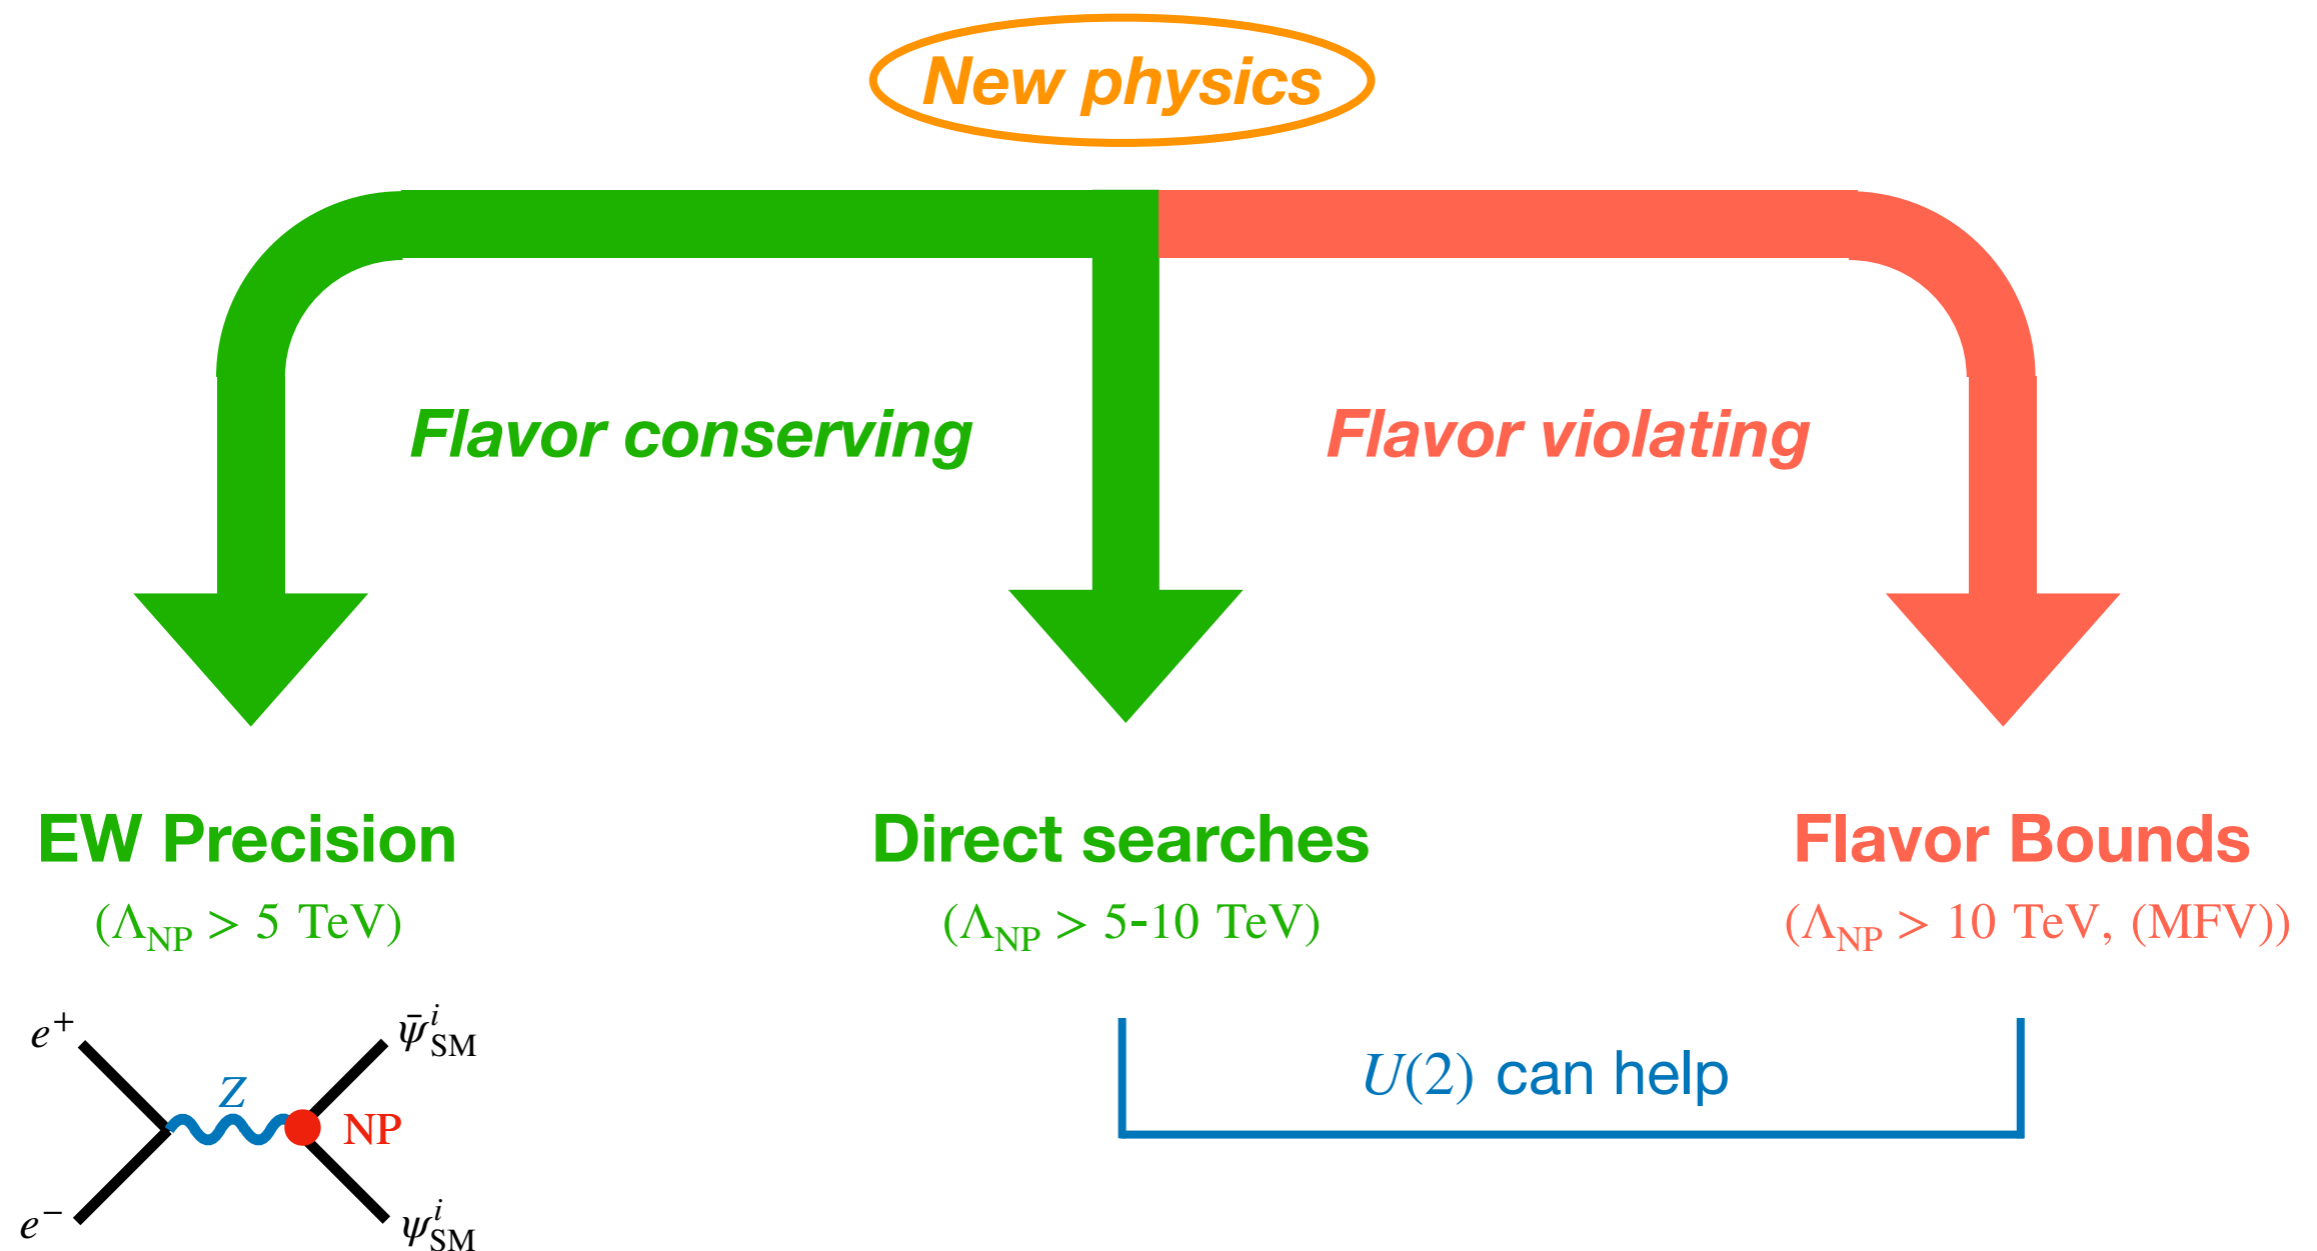 New physics
Flavor conserving
Flavor violating
EW Precision
(Λ_NP > 5 TeV)
Direct searches
(Λ_NP > 5-10 TeV)
Flavor Bounds
(Λ_NP > 10 TeV, (MFV))
e⁺
ψ̄ⁱ_SM
Z
NP
e⁻
ψⁱ_SM
U(2) can help